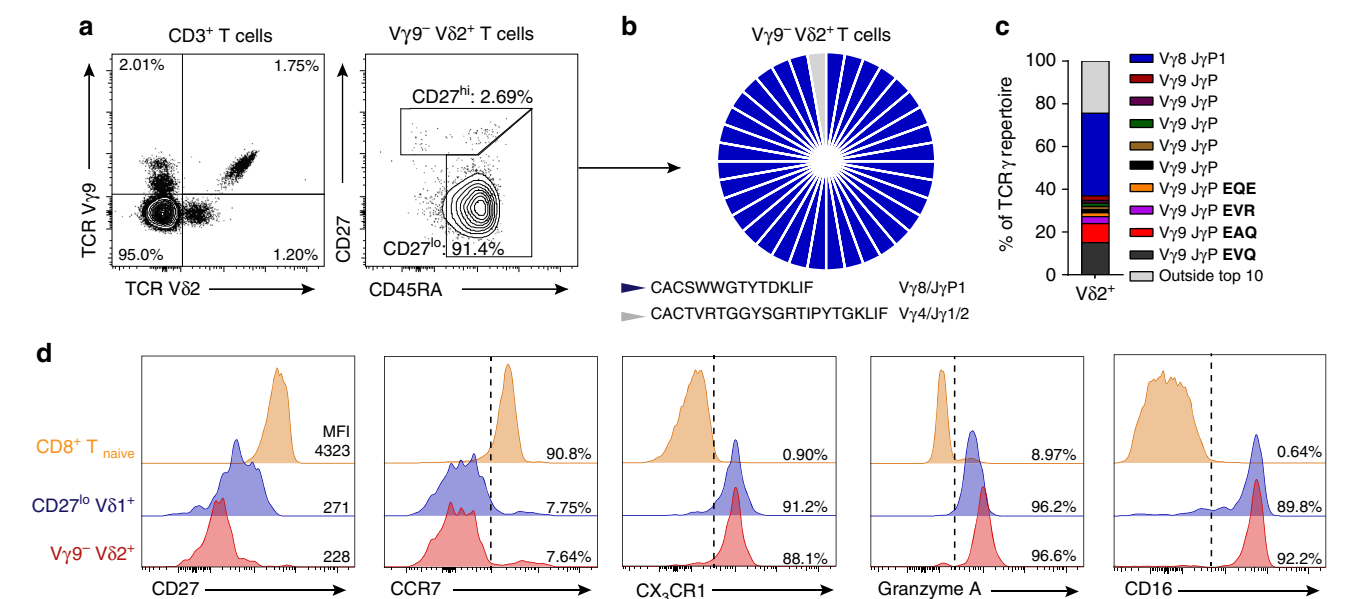 a
CD3⁺ T cells
2.01%
1.75%
95.0%
1.20%
TCR Vγ9
TCR Vδ2
Vγ9⁻ Vδ2⁺ T cells
CD27ʰⁱ: 2.69%
CD27ˡᵒ: 91.4%
CD27
CD45RA
b
Vγ9⁻ Vδ2⁺ T cells
CACSWWGTYTDKLIF Vγ8/JγP1
CACTVRTGGYSGRTIPYTGKLIF Vγ4/Jγ1/2
c
% of TCRγ repertoire
100
80
60
40
20
0
Vδ2⁺
Vγ8 JγP1
Vγ9 JγP
Vγ9 JγP
Vγ9 JγP
Vγ9 JγP
Vγ9 JγP
Vγ9 JγP EQE
Vγ9 JγP EVR
Vγ9 JγP EAQ
Vγ9 JγP EVQ
Outside top 10
d
CD8⁺ T naive
CD27ˡᵒ Vδ1⁺
Vγ9⁻ Vδ2⁺
MFI
4323
271
228
CD27
90.8%
7.75%
7.64%
CCR7
0.90%
91.2%
88.1%
CX₃CR1
8.97%
96.2%
96.6%
Granzyme A
0.64%
89.8%
92.2%
CD16